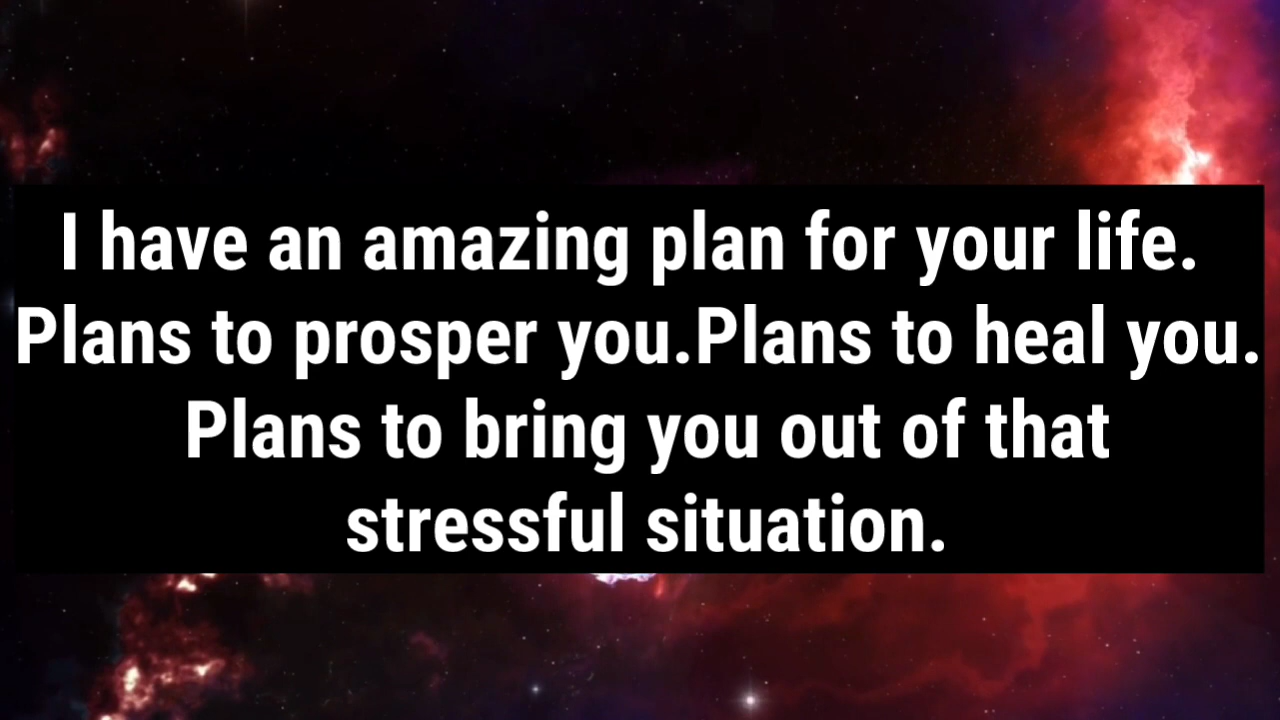 I have an amazing plan for your life.
Plans to prosper you.Plans to heal you.
Plans to bring you out of that
stressful situation.